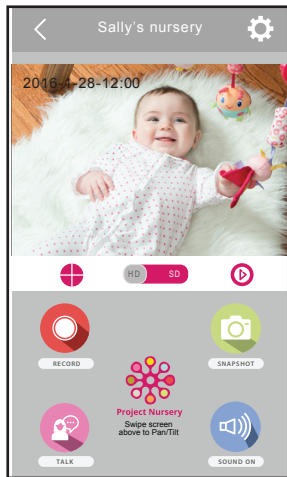 Sally's nursery
2016-4-28-12:00
HD SD
RECORD
SNAPSHOT
Project Nursery
Swipe screen
above to Pan/Tilt
TALK
SOUND ON